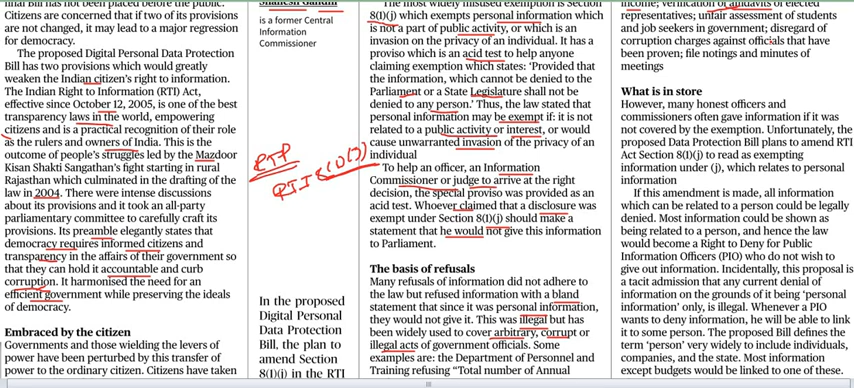 final Bill has not been placed before the public.
Citizens are concerned that if two of its provisions
are not changed, it may lead to a major regression
for democracy.
The proposed Digital Personal Data Protection
Bill has two provisions which would greatly
weaken the Indian citizen's right to information.
The Indian Right to Information (RTI) Act,
effective since October 12, 2005, is one of the best
transparency laws in the world, empowering
citizens and is a practical recognition of their role
as the rulers and owners of India. This is the
outcome of people's struggles led by the Mazdoor
Kisan Shakti Sangathan's fight starting in rural
Rajasthan which culminated in the drafting of the
law in 2004. There were intense discussions
about its provisions and it took an all-party
parliamentary committee to carefully craft its
provisions. Its preamble elegantly states that
democracy requires informed citizens and
transparency in the affairs of their government so
that they can hold it accountable and curb
corruption. It harmonised the need for an
efficient government while preserving the ideals
of democracy.
Embraced by the citizen
Governments and those wielding the levers of
power have been perturbed by this transfer of
power to the ordinary citizen. Citizens have taken
Shailesh Gandhi
is a former Central
Information
Commissioner
RTI 8(1)(j)
In the proposed
Digital Personal
Data Protection
Bill, the plan to
amend Section
8(1)(j) in the RTI
The most widely misused exemption is Section
8(1)(j) which exempts personal information which
is not a part of public activity, or which is an
invasion on the privacy of an individual. It has a
proviso which is an acid test to help anyone
claiming exemption which states: 'Provided that
the information, which cannot be denied to the
Parliament or a State Legislature shall not be
denied to any person.' Thus, the law stated that
personal information may be exempt if: it is not
related to a public activity or interest, or would
cause unwarranted invasion of the privacy of an
individual
To help an officer, an Information
Commissioner or judge to arrive at the right
decision, the special proviso was provided as an
acid test. Whoever claimed that a disclosure was
exempt under Section 8(1)(j) should make a
statement that he would not give this information
to Parliament.
The basis of refusals
Many refusals of information did not adhere to
the law but refused information with a bland
statement that since it was personal information,
they would not give it. This was illegal but has
been widely used to cover arbitrary, corrupt or
illegal acts of government officials. Some
examples are: the Department of Personnel and
Training refusing "Total number of Annual
income; verification of affidavits of elected
representatives; unfair assessment of students
and job seekers in government; disregard of
corruption charges against officials that have
been proven; file notings and minutes of
meetings
What is in store
However, many honest officers and
commissioners often gave information if it was
not covered by the exemption. Unfortunately, the
proposed Data Protection Bill plans to amend RTI
Act Section 8(1)(j) to read as exempting
information under (j), which relates to personal
information
If this amendment is made, all information
which can be related to a person could be legally
denied. Most information could be shown as
being related to a person, and hence the law
would become a Right to Deny for Public
Information Officers (PIO) who do not wish to
give out information. Incidentally, this proposal is
a tacit admission that any current denial of
information on the grounds of it being 'personal
information' only, is illegal. Whenever a PIO
wants to deny information, he will be able to link
it to some person. The proposed Bill defines the
term 'person' very widely to include individuals,
companies, and the state. Most information
except budgets would be linked to one of these.